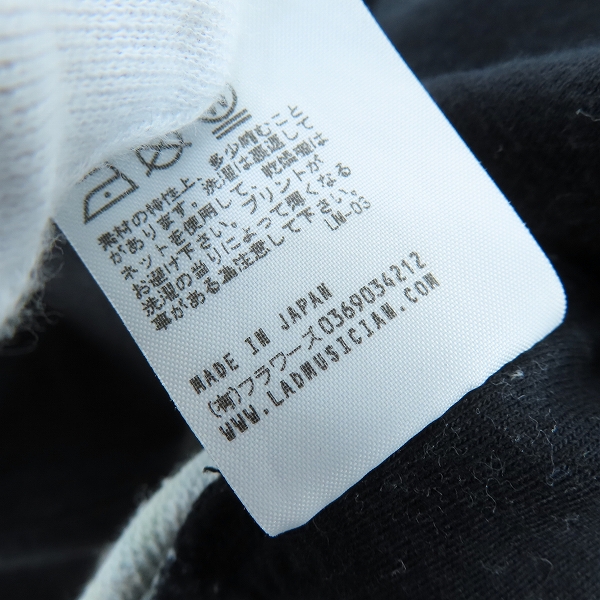 W
素材の特性上、多少縮むこと
があります。洗濯は裏返して
ネットを使用して、乾燥機は
お避け下さい。プリントが
洗濯の当りによって薄くなる
事がある為注意して下さい。
LM-03
MADE IN JAPAN
(有)フラワーズ0369034212
WWW.LADMUSICIAN.COM